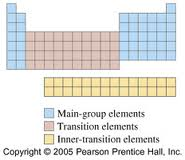 Main-group elements
Transition elements
Inner-transition elements
Copyright © 2005 Pearson Prentice Hall, Inc.